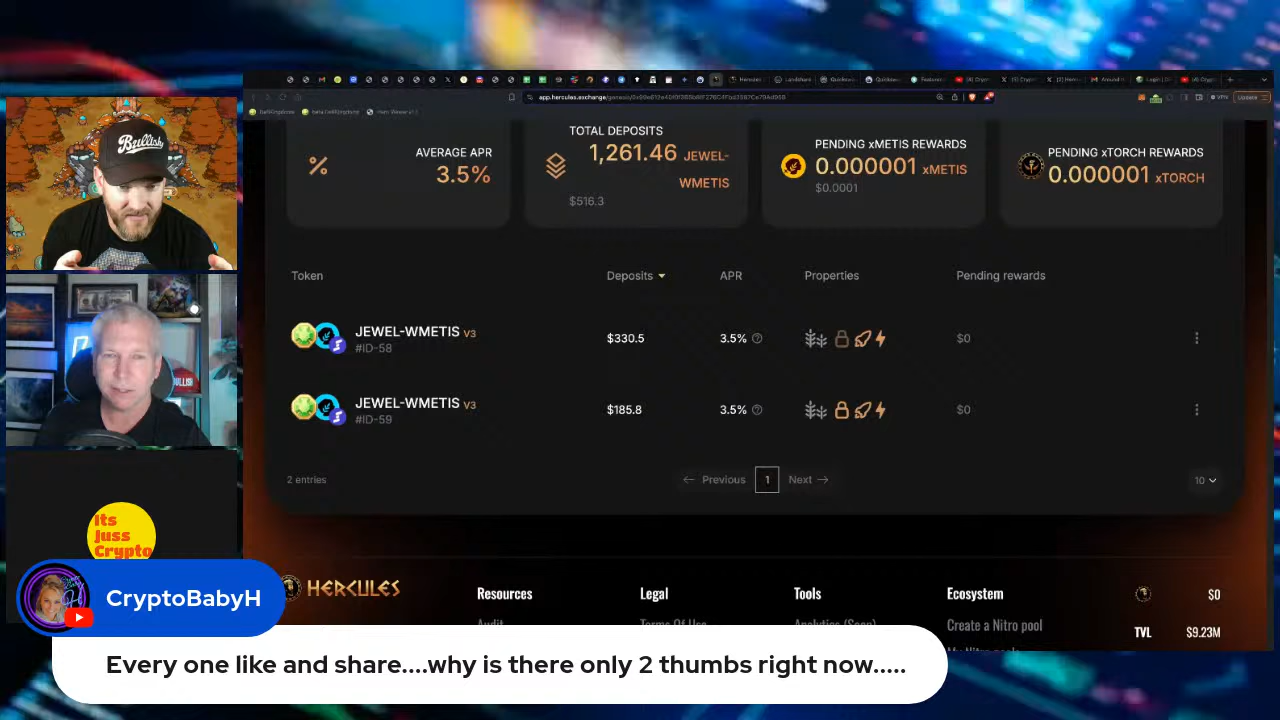 Bullish
Its
Juss
Crypto
AVERAGE APR
3.5%
TOTAL DEPOSITS
1,261.46 JEWEL-
WMETIS
$516.3
PENDING xMETIS REWARDS
0.000001 xMETIS
$0.0001
PENDING xTORCH REWARDS
0.000001 xTORCH
Token Deposits APR Properties Pending rewards
JEWEL-WMETIS V3 $330.5 3.5% $0
#ID-58
JEWEL-WMETIS V3 $185.8 3.5% $0
#ID-59
2 entries Previous 1 Next 10
HERCULES Resources Legal Tools Ecosystem $0
Audit Terms Of Use Create a Nitro pool TVL $9.23M
CryptoBabyH
Every one like and share....why is there only 2 thumbs right now.....